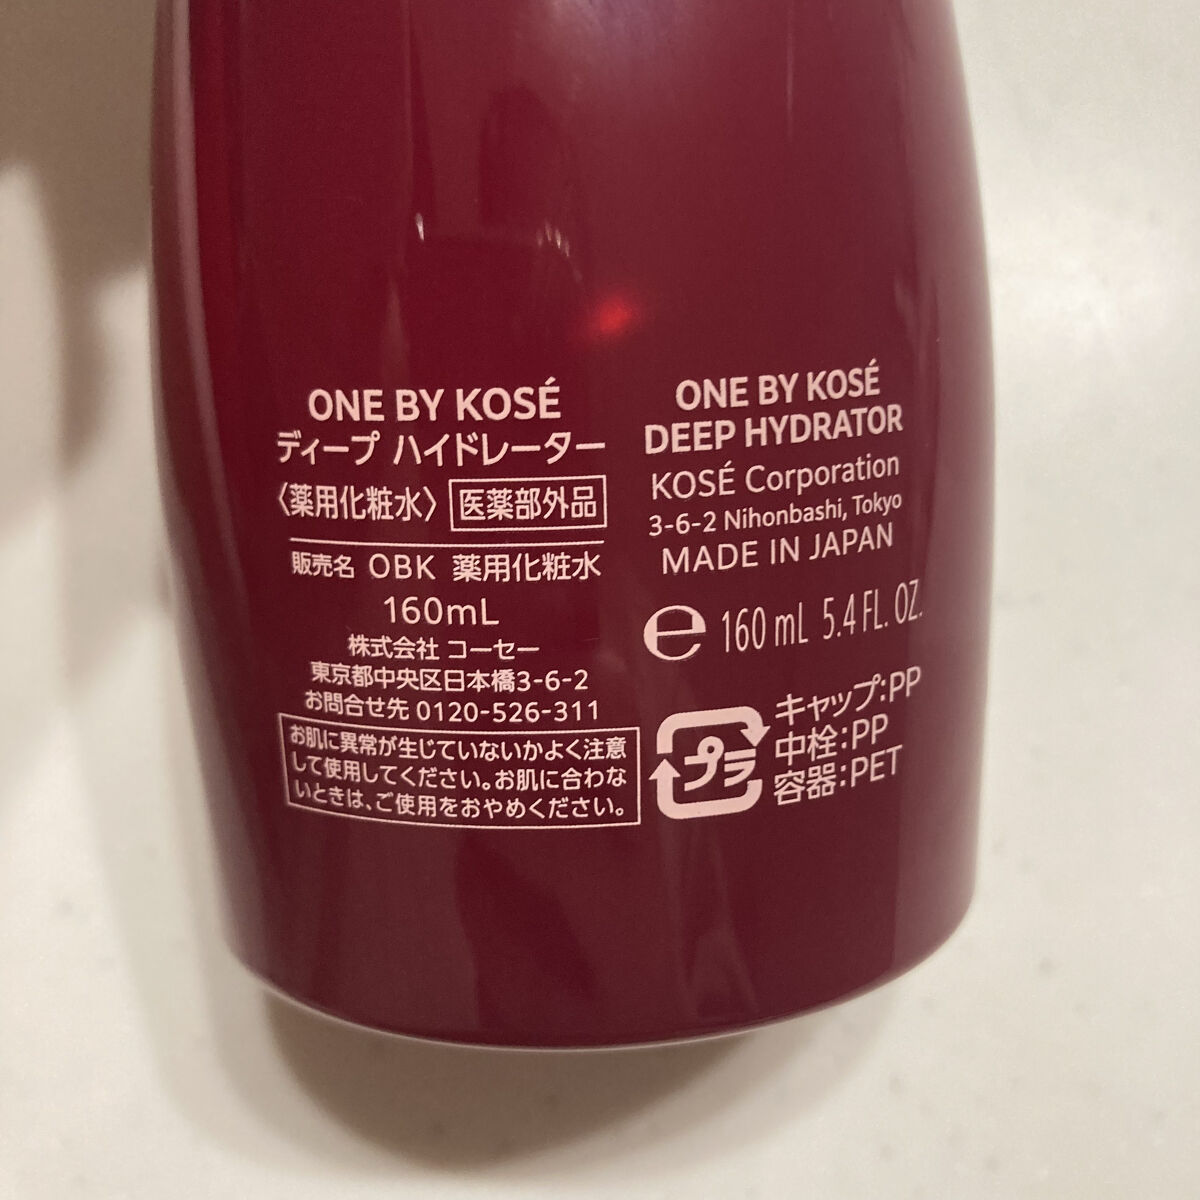 ONE BY KOSÉ
ディープ ハイドレーター
〈薬用化粧水〉 医薬部外品
販売名 OBK 薬用化粧水
160mL
株式会社 コーセー
東京都中央区日本橋3-6-2
お問合せ先 0120-526-311
お肌に異常が生じていないかよく注意
して使用してください。お肌に合わな
いときは、ご使用をおやめください。
ONE BY KOSÉ
DEEP HYDRATOR
KOSÉ Corporation
3-6-2 Nihonbashi, Tokyo
MADE IN JAPAN
℮ 160 mL 5.4 FL. OZ.
プラ
キャップ:PP
中栓:PP
容器:PET